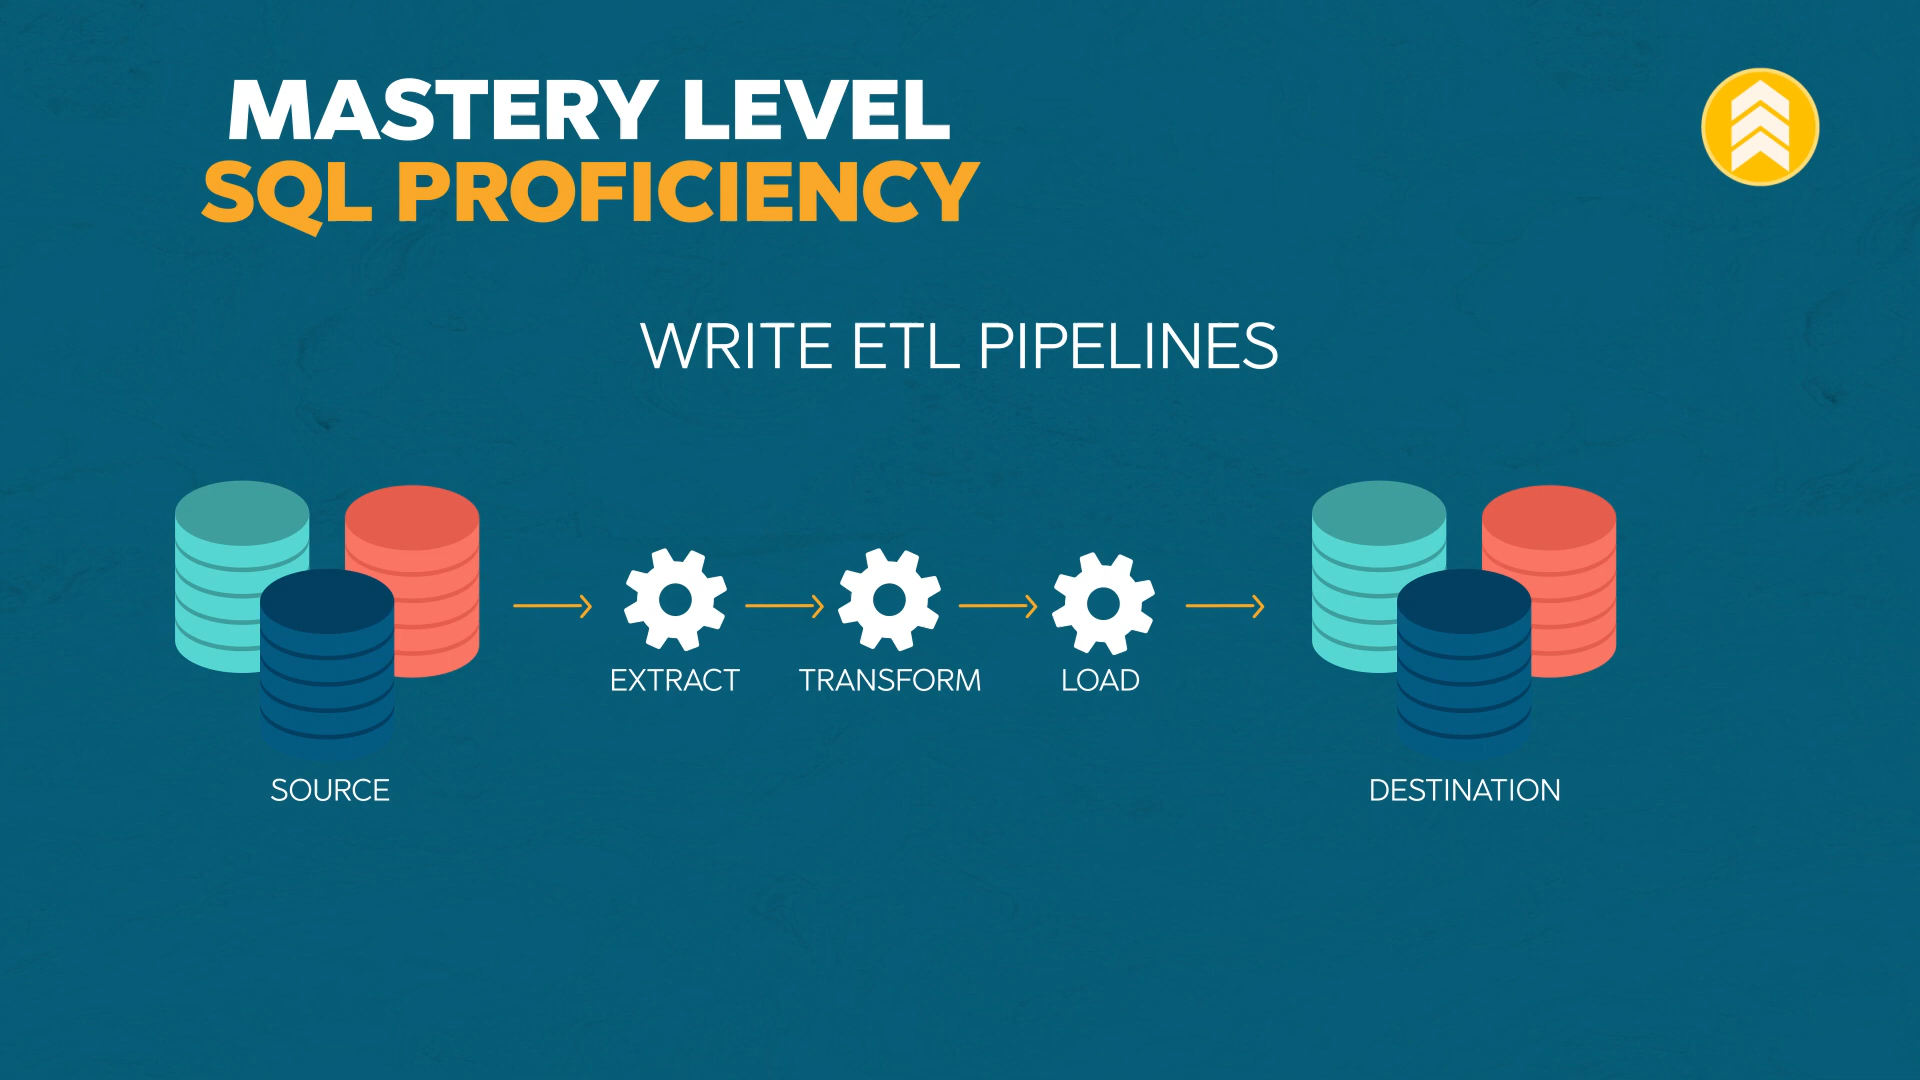 MASTERY LEVEL
SQL PROFICIENCY
WRITE ETL PIPELINES
EXTRACT
TRANSFORM
LOAD
SOURCE
DESTINATION